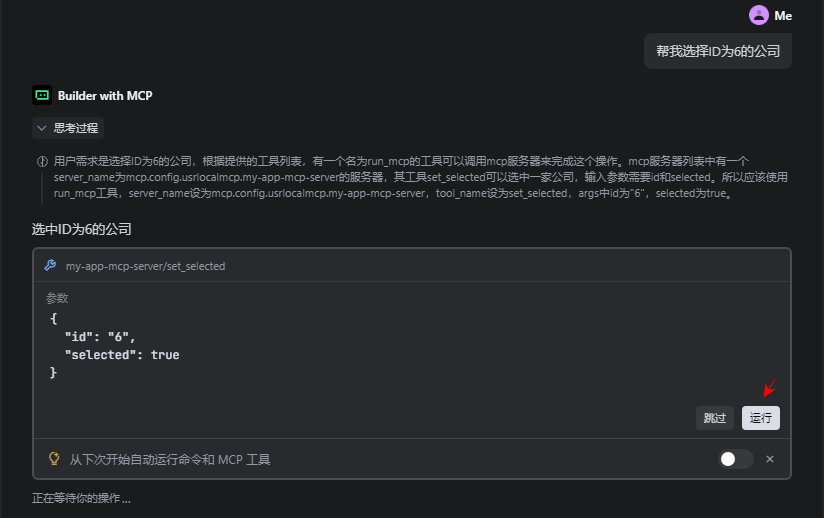 Me
帮我选择ID为6的公司
Builder with MCP
思考过程
用户需求是选择ID为6的公司，根据提供的工具列表，有一个名为run_mcp的工具可以调用mcp服务器来完成这个操作。mcp服务器列表中有一个
server_name为mcp.config.usrlocalmcp.my-app-mcp-server的服务器，其工具set_selected可以选中一家公司，输入参数需要id和selected。所以应该使用
run_mcp工具，server_name设为mcp.config.usrlocalmcp.my-app-mcp-server，tool_name设为set_selected，args中id为"6"，selected为true。
选中ID为6的公司
my-app-mcp-server/set_selected
参数
{
"id": "6",
"selected": true
}
跳过 运行
从下次开始自动运行命令和 MCP 工具
正在等待你的操作 ...